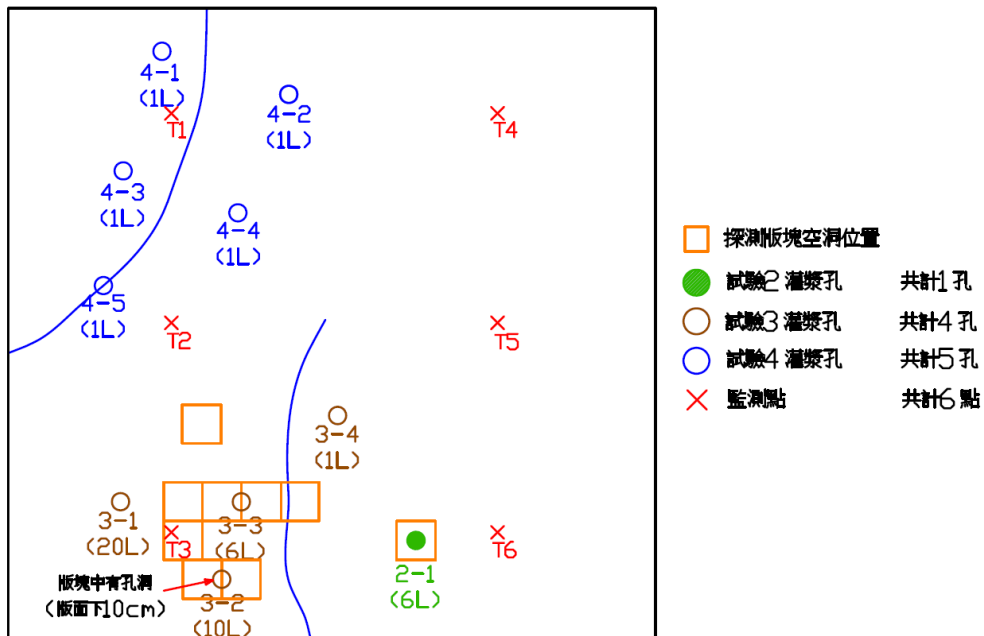 4-1
(1L)
T1
4-2
(1L)
T4
4-3
(1L)
4-4
(1L)
4-5
(1L)
T2
T5
3-4
(1L)
3-1
(20L)
3-3
(6L)
T3
T6
2-1
(6L)
版塊中有孔洞
(版面下10cm)
3-2
(10L)
探測版塊空洞位置
試驗2 灌漿孔 共計1 孔
試驗3 灌漿孔 共計4 孔
試驗4 灌漿孔 共計5 孔
監測點 共計6 點